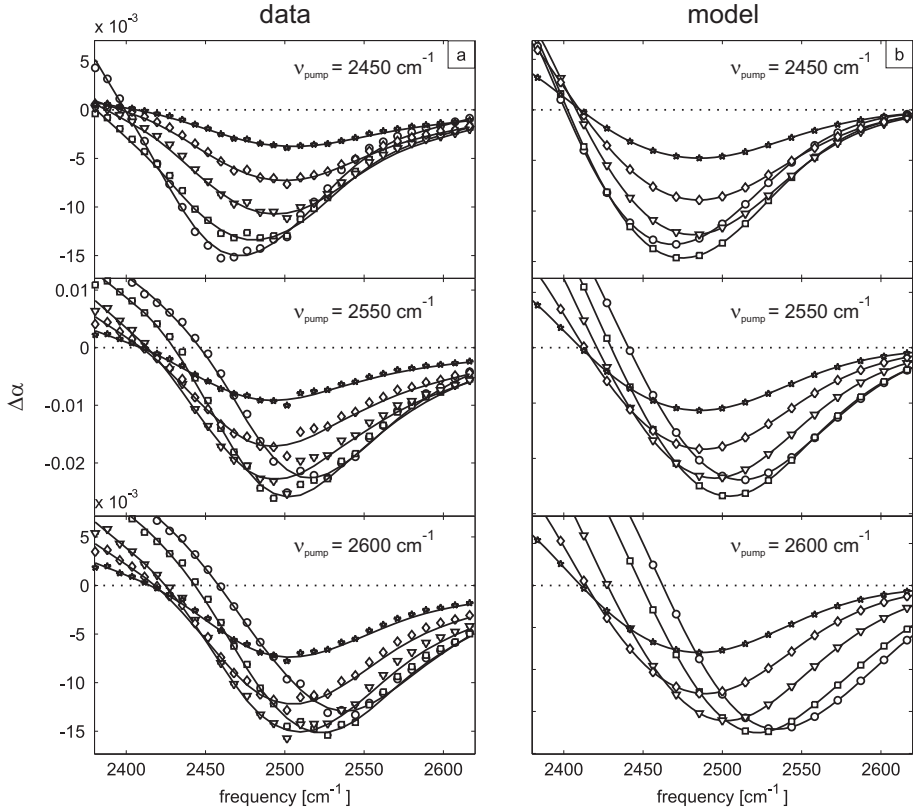 data
model
x 10⁻³
a
b
5
0
-5
-10
-15
ν_pump = 2450 cm⁻¹
ν_pump = 2450 cm⁻¹
0.01
0
-0.01
-0.02
ν_pump = 2550 cm⁻¹
ν_pump = 2550 cm⁻¹
Δα
x 10⁻³
5
0
-5
-10
-15
ν_pump = 2600 cm⁻¹
ν_pump = 2600 cm⁻¹
2400 2450 2500 2550 2600
2400 2450 2500 2550 2600
frequency [cm⁻¹]
frequency [cm⁻¹]